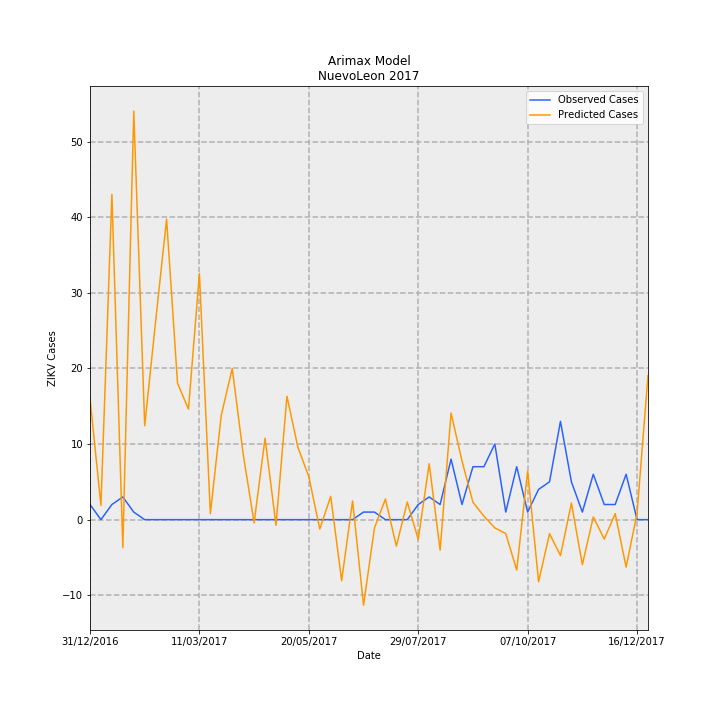 Arimax Model
NuevoLeon 2017
Observed Cases
Predicted Cases
ZIKV Cases
50
40
30
20
10
0
−10
31/12/2016
11/03/2017
20/05/2017
29/07/2017
07/10/2017
16/12/2017
Date